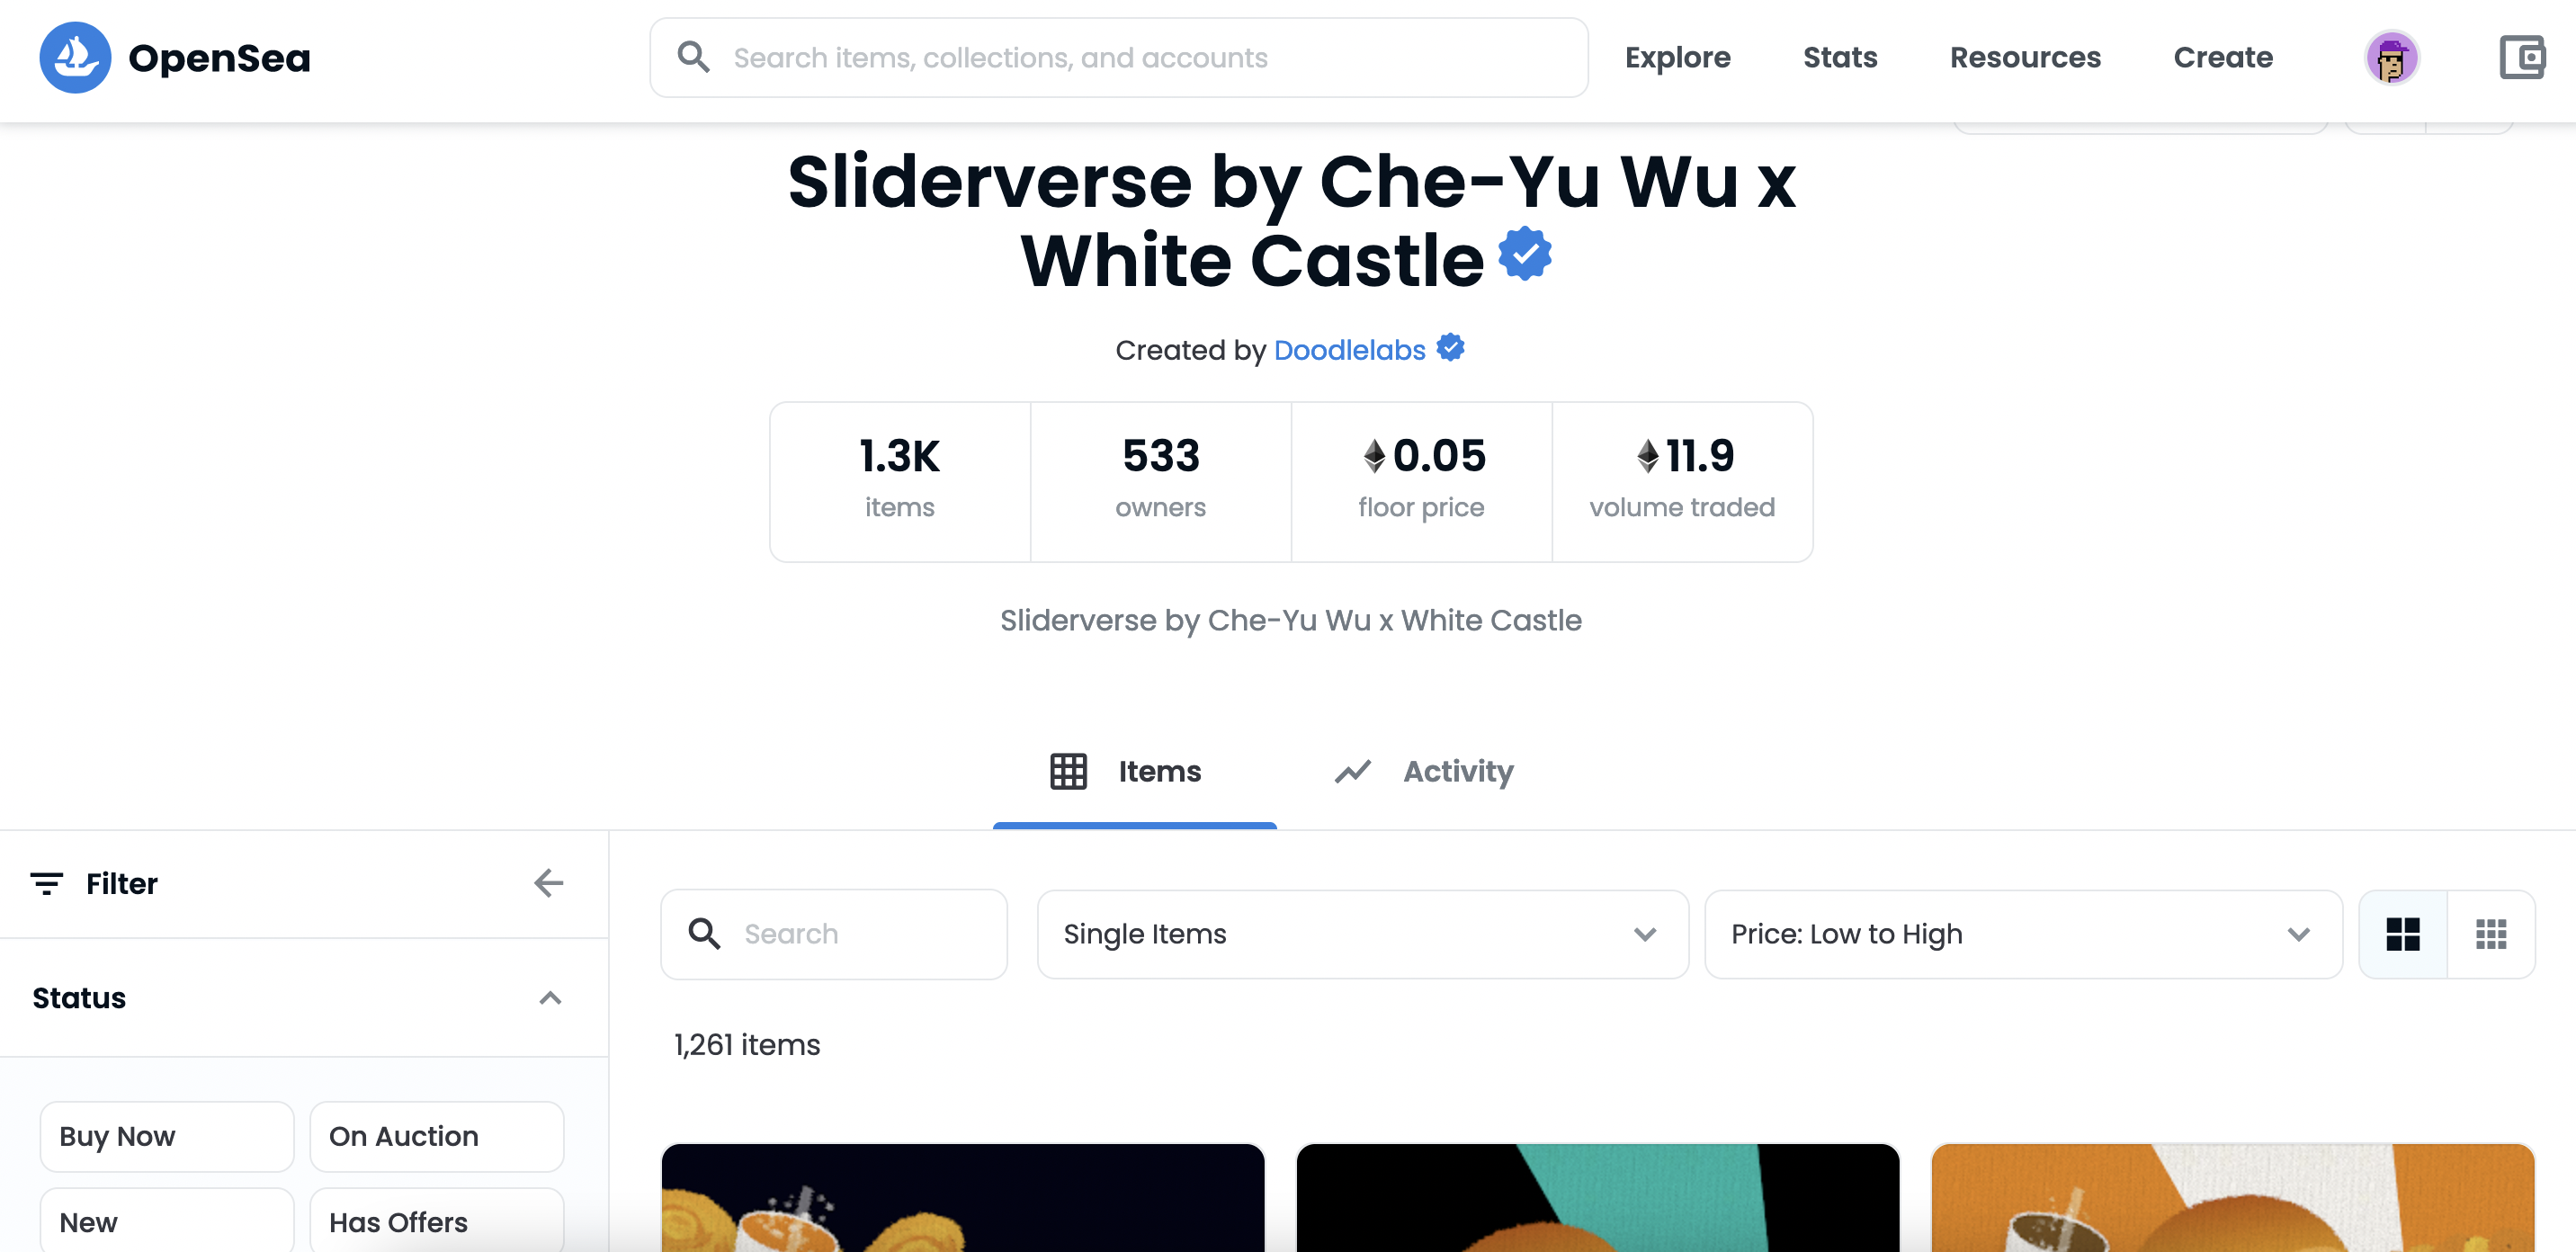 OpenSea
Search items, collections, and accounts
Explore
Stats
Resources
Create
Sliderverse by Che-Yu Wu x
White Castle
Created by Doodlelabs
1.3K
items
533
owners
0.05
floor price
11.9
volume traded
Sliderverse by Che-Yu Wu x White Castle
Items
Activity
Filter
Status
Buy Now
On Auction
New
Has Offers
Search
Single Items
Price: Low to High
1,261 items